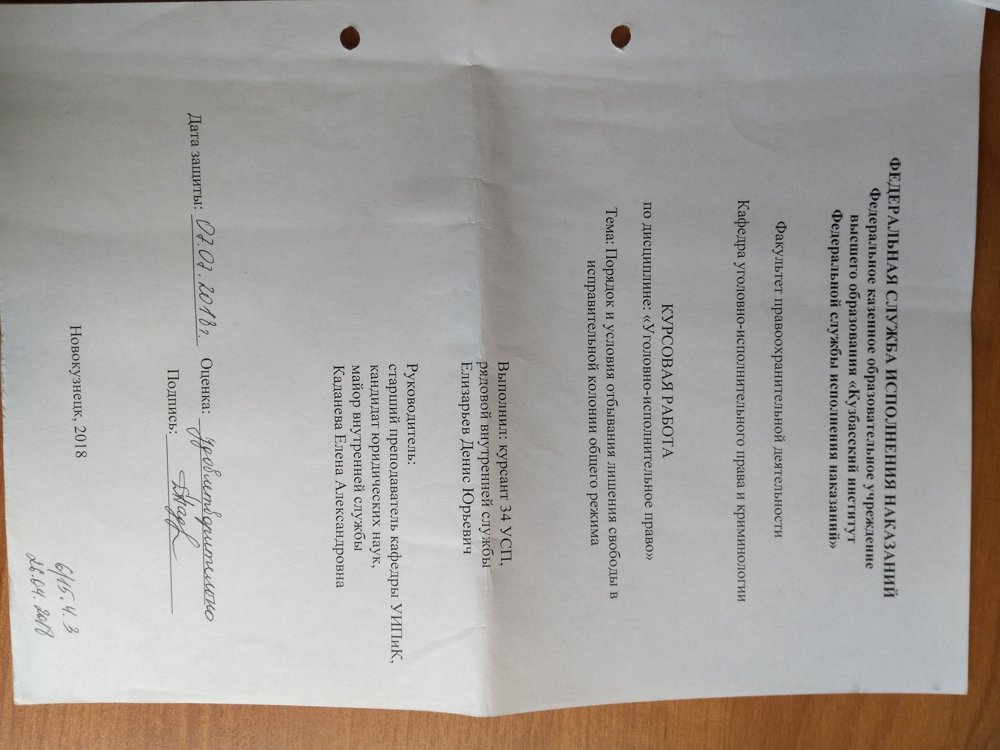 ФЕДЕРАЛЬНАЯ СЛУЖБА ИСПОЛНЕНИЯ НАКАЗАНИЙ
Федеральное казенное образовательное учреждение
высшего образования «Кузбасский институт
Федеральной службы исполнения наказаний»
Факультет правоохранительной деятельности
Кафедра уголовно-исполнительного права и криминологии
КУРСОВАЯ РАБОТА
по дисциплине: «Уголовно-исполнительное право»
Тема: Порядок и условия отбывания лишения свободы в
исправительной колонии общего режима
Выполнил: курсант 34 УСП,
рядовой внутренней службы
Елизарьев Денис Юрьевич
Руководитель:
старший преподаватель кафедры УИПиК,
кандидат юридических наук,
майор внутренней службы
Каданева Елена Александровна
Дата защиты: 07.07.2018г. Оценка: удовлетворительно
Подпись:
Новокузнецк, 2018
6/15.4.3
26.04.2018